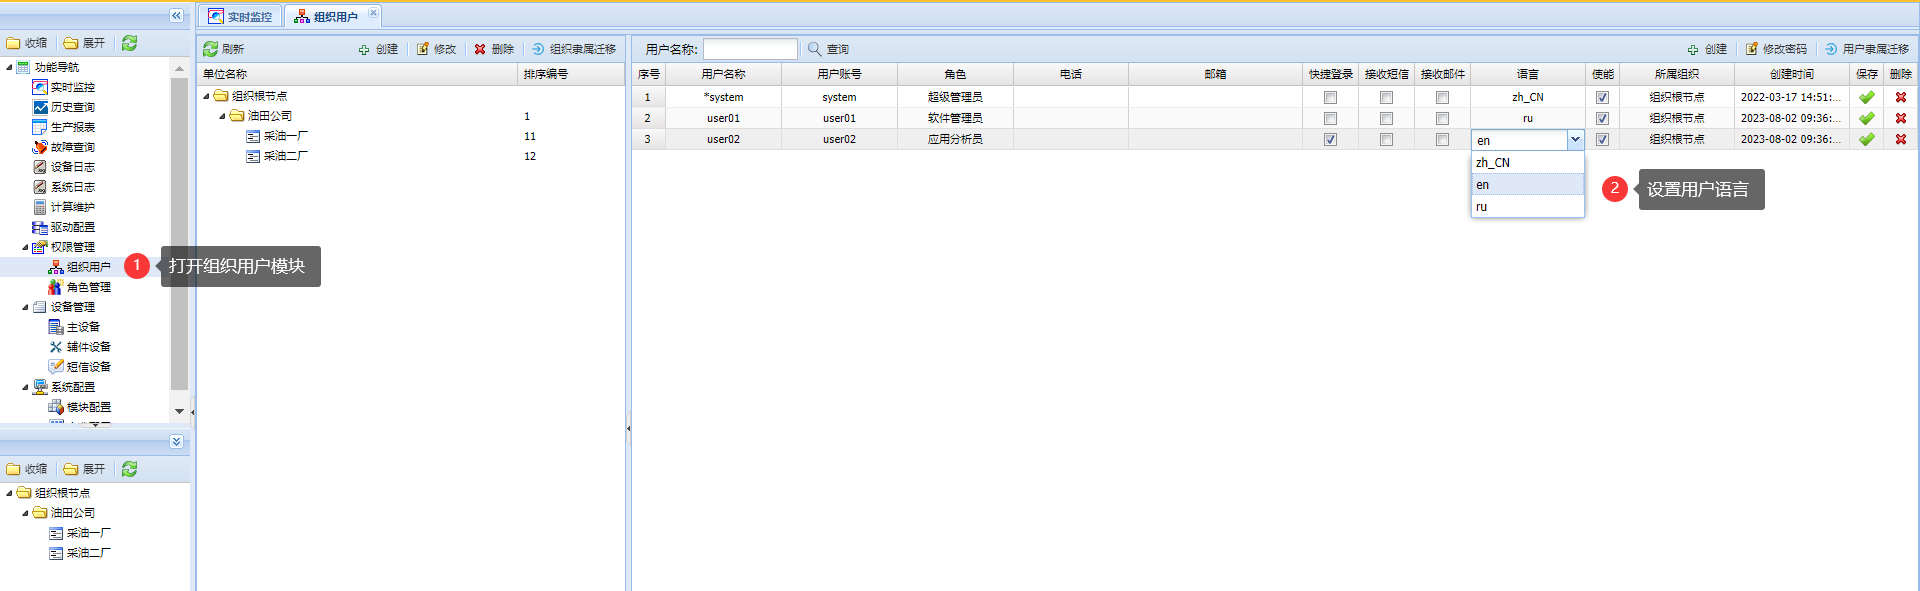 实时监控
组织用户
收缩
展开
功能导航
实时监控
历史查询
生产报表
故障查询
设备日志
系统日志
计算维护
驱动配置
权限管理
组织用户
角色管理
设备管理
主设备
辅件设备
短信设备
系统配置
模块配置
1
打开组织用户模块
收缩
展开
组织根节点
油田公司
采油一厂
采油二厂
刷新 创建 修改 删除 组织隶属迁移
单位名称 排序编号
组织根节点
油田公司 1
采油一厂 11
采油二厂 12
用户名称: 查询 创建 修改密码 用户隶属迁移
序号 用户名称 用户账号 角色 电话 邮箱 快捷登录 接收短信 接收邮件 语言 使能 所属组织 创建时间 保存 删除
1 *system system 超级管理员 zh_CN 组织根节点 2022-03-17 14:51:...
2 user01 user01 软件管理员 ru 组织根节点 2023-08-02 09:36:...
3 user02 user02 应用分析员 en 组织根节点 2023-08-02 09:36:...
zh_CN
en
ru
2
设置用户语言